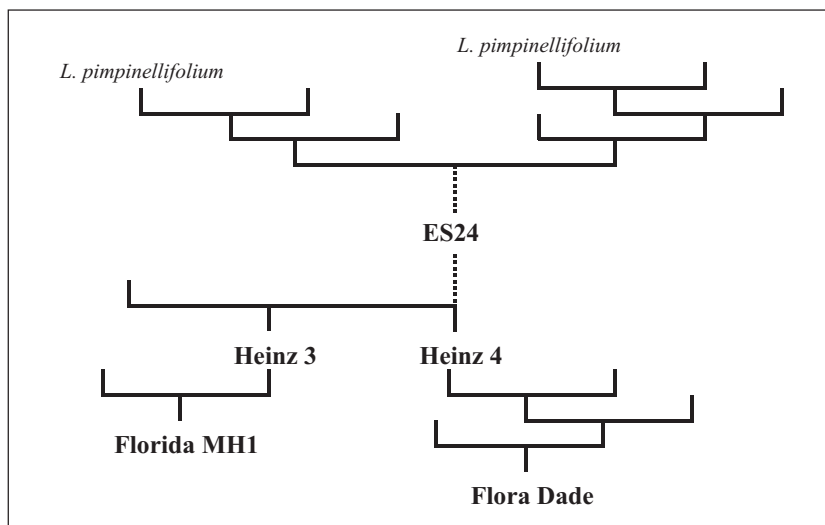 L. pimpinellifolium
L. pimpinellifolium
ES24
Heinz 3
Heinz 4
Florida MH1
Flora Dade